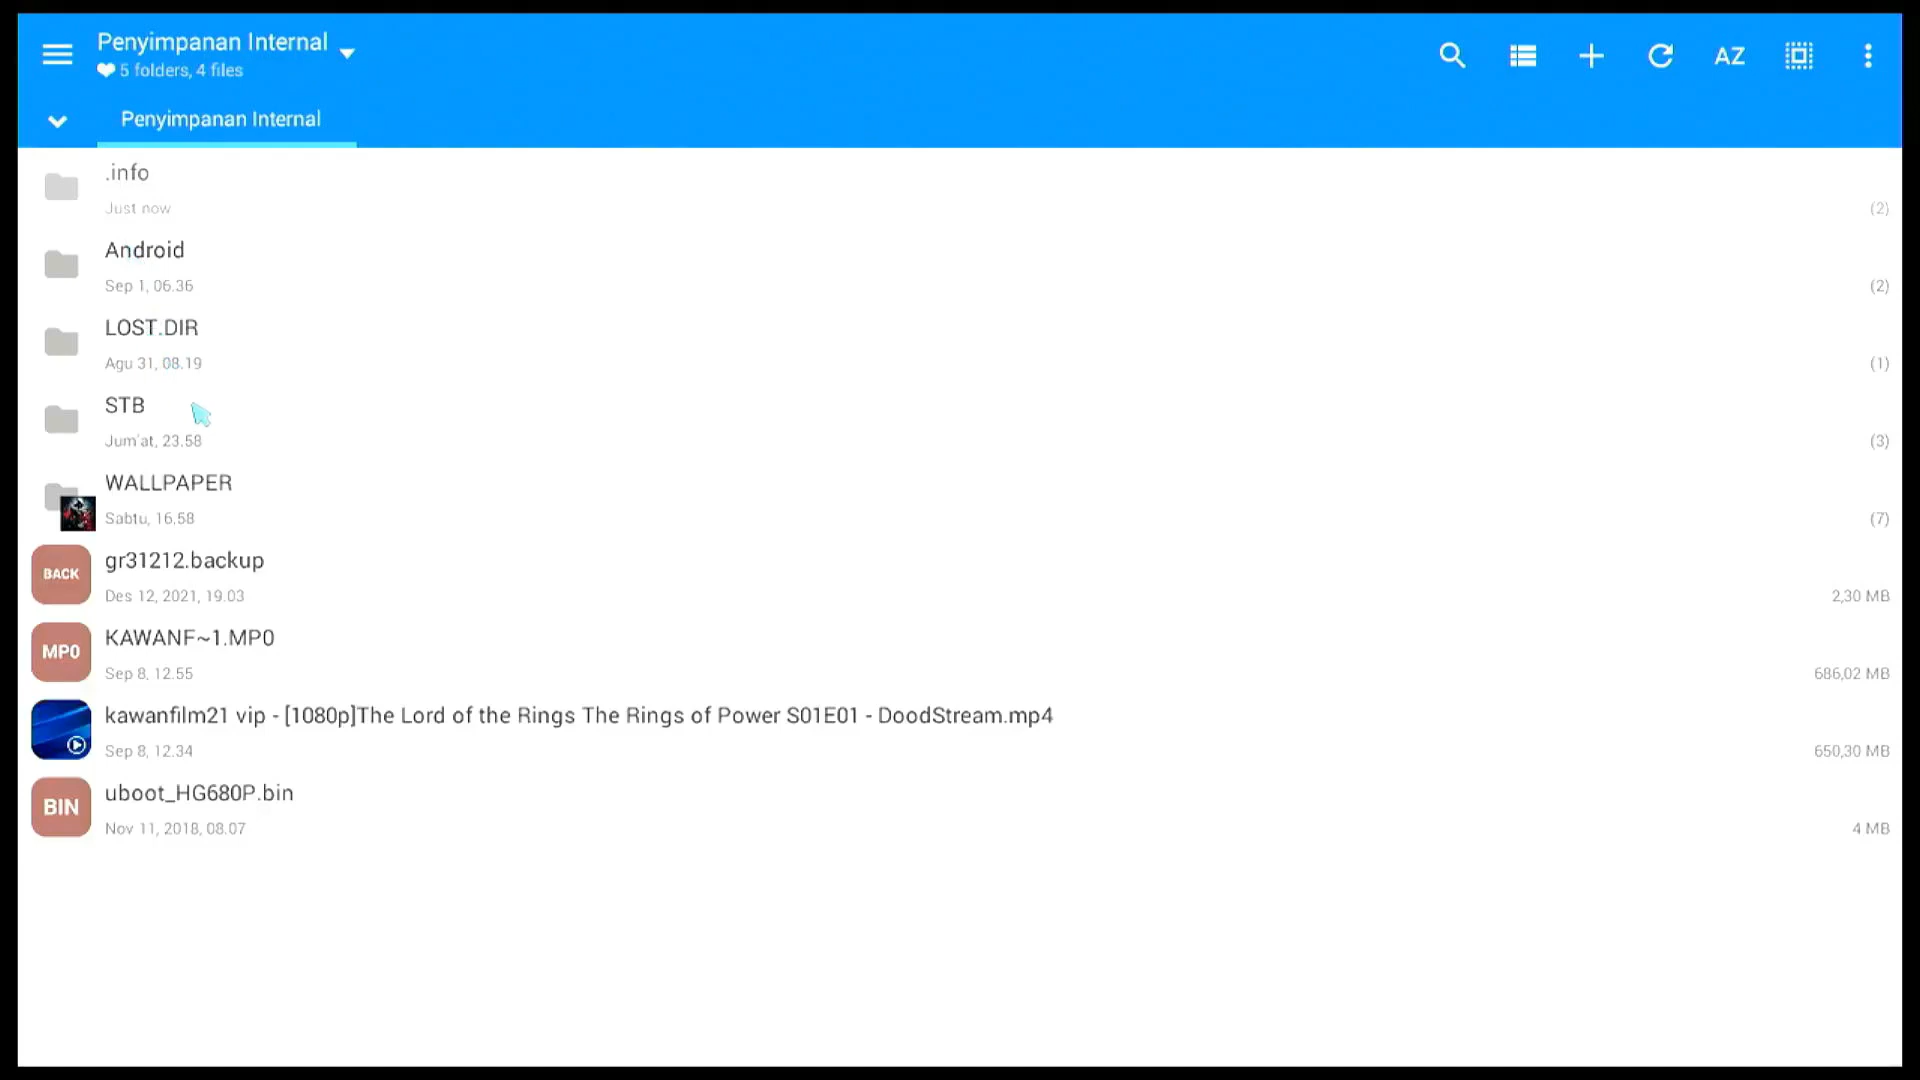 Penyimpanan Internal
5 folders, 4 files
AZ
Penyimpanan Internal
.info
Just now
(2)
Android
Sep 1, 06.36
(2)
LOST.DIR
Agu 31, 08.19
(1)
STB
Jum'at, 23.58
(3)
WALLPAPER
Sabtu, 16.58
(7)
BACK
gr31212.backup
Des 12, 2021, 19.03
2,30 MB
MP0
KAWANF~1.MP0
Sep 8, 12.55
686,02 MB
kawanfilm21 vip - [1080p]The Lord of the Rings The Rings of Power S01E01 - DoodStream.mp4
Sep 8, 12.34
650,30 MB
BIN
uboot_HG680P.bin
Nov 11, 2018, 08.07
4 MB